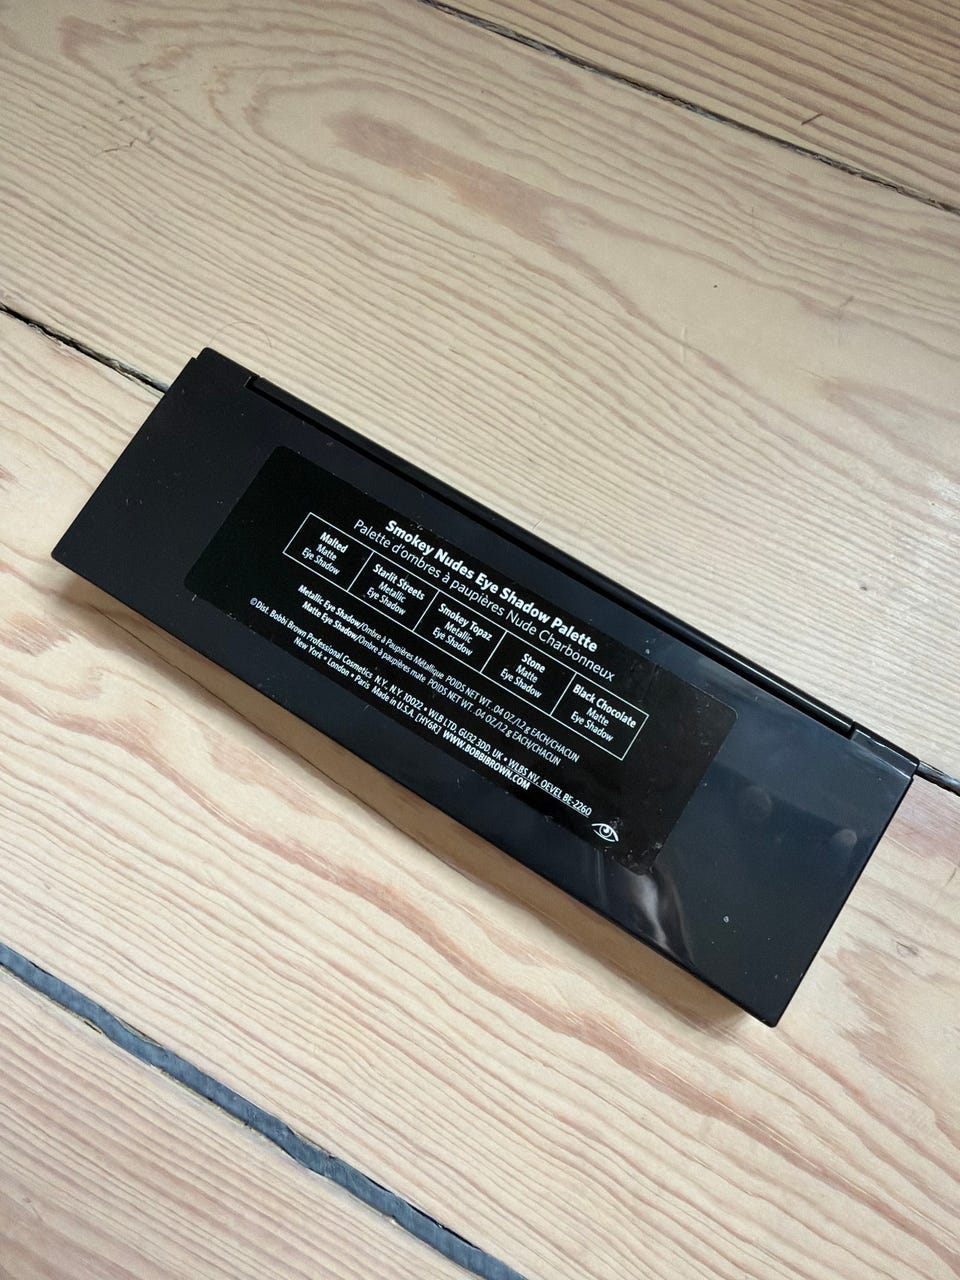 Smokey Nudes Eye Shadow Palette
Palette d'ombres à paupières Nude Charbonneux
Malted
Matte
Eye Shadow
Starlit Streets
Metallic
Eye Shadow
Smokey Topaz
Metallic
Eye Shadow
Stone
Matte
Eye Shadow
Black Chocolate
Matte
Eye Shadow
Metallic Eye Shadow/Ombre à Paupières Métallique POIDS NET WT. .04 OZ./1.2 g EACH/CHACUN
Matte Eye Shadow/Ombre à paupières mate POIDS NET WT. .04 OZ./1.2 g EACH/CHACUN
©Dist. Bobbi Brown Professional Cosmetics N.Y., N.Y. 10022 • WLB LTD, GU32 3DD, UK • WLBS NV, OEVEL BE-2260
New York • London • Paris Made in U.S.A. [HY6R] WWW.BOBBIBROWN.COM